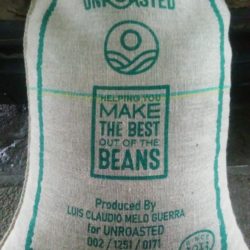 UNROASTED
HELPING YOU
MAKE
THE BEST
OUT OF THE
BEANS
Produced By
LUIS CLAUDIO MELO GUERRA
for UNROASTED
002 / 1251 / 0171